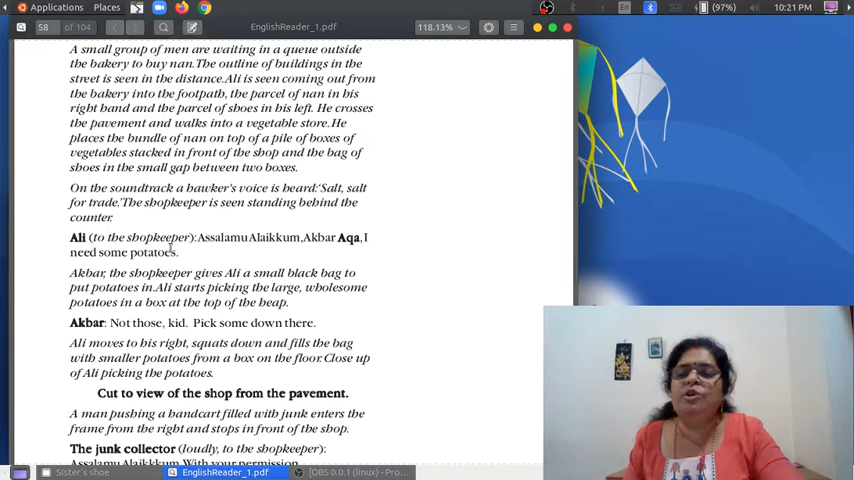 Applications Places En (97%) 10:21 PM
58 of 104 EnglishReader_1.pdf 118.13%
A small group of men are waiting in a queue outside
the bakery to buy nan.The outline of buildings in the
street is seen in the distance.Ali is seen coming out from
the bakery into the footpath, the parcel of nan in his
right hand and the parcel of shoes in his left. He crosses
the pavement and walks into a vegetable store.He
places the bundle of nan on top of a pile of boxes of
vegetables stacked in front of the shop and the bag of
shoes in the small gap between two boxes.
On the soundtrack a hawker's voice is heard:'Salt, salt
for trade.'The shopkeeper is seen standing behind the
counter.
Ali (to the shopkeeper):Assalamu Alaikkum,Akbar Aqa, I
need some potatoes.
Akbar, the shopkeeper gives Ali a small black bag to
put potatoes in.Ali starts picking the large, wholesome
potatoes in a box at the top of the heap.
Akbar: Not those, kid. Pick some down there.
Ali moves to his right, squats down and fills the bag
with smaller potatoes from a box on the floor. Close up
of Ali picking the potatoes.
Cut to view of the shop from the pavement.
A man pushing a handcart filled with junk enters the
frame from the right and stops in front of the shop.
The junk collector (loudly, to the shopkeeper):
Assalamu Alaikkkum. With your permission
Sister's shoe EnglishReader_1.pdf [OBS 0.0.1 (linux) - Pro...